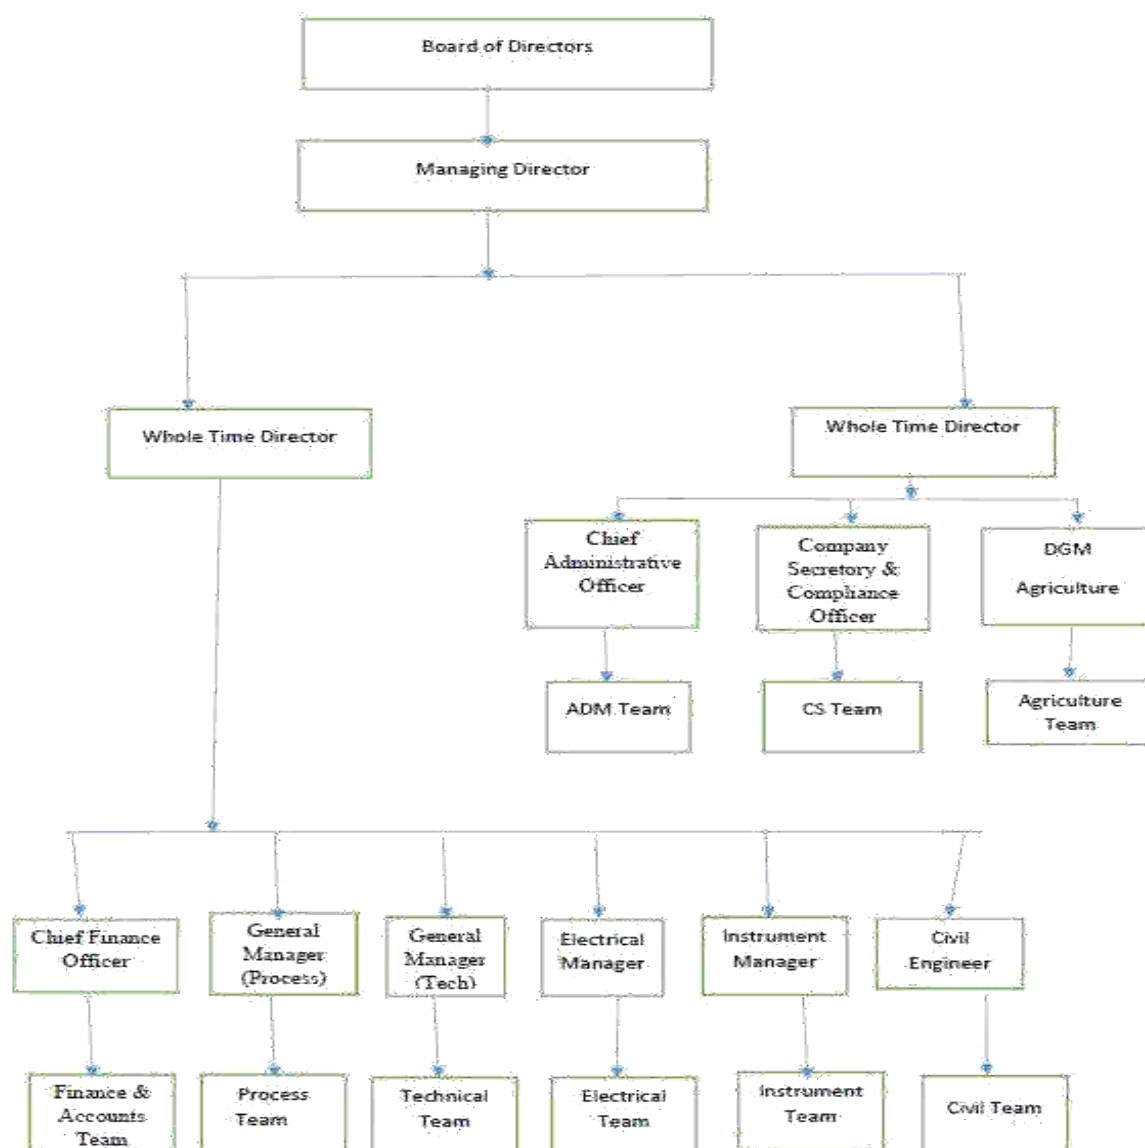 Board of Directors
Managing Director
Whole Time Director
Whole Time Director
Chief
Administrative
Officer
Company
Secretory &
Compliance
Officer
DGM
Agriculture
ADM Team
CS Team
Agriculture
Team
Chief Finance
Officer
General
Manager
(Process)
General
Manager
(Tech)
Electrical
Manager
Instrument
Manager
Civil
Engineer
Finance &
Accounts
Team
Process
Team
Technical
Team
Electrical
Team
Instrument
Team
Civil Team